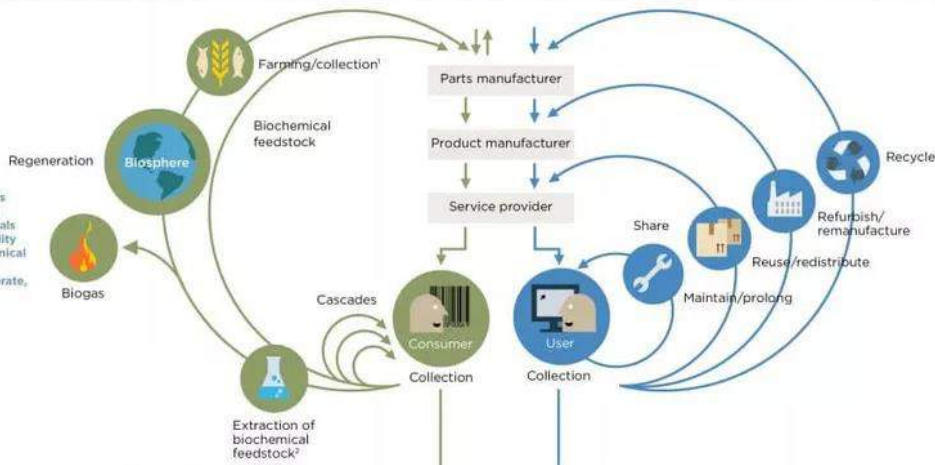 Farming/collection¹
Parts manufacturer
Biochemical
feedstock
Product manufacturer
Regeneration
Biosphere
Recycle
Service provider
Share
Refurbish/
remanufacture
Reuse/redistribute
Biogas
Cascades
Maintain/prolong
Consumer
User
Collection
Collection
Extraction of
biochemical
feedstock²